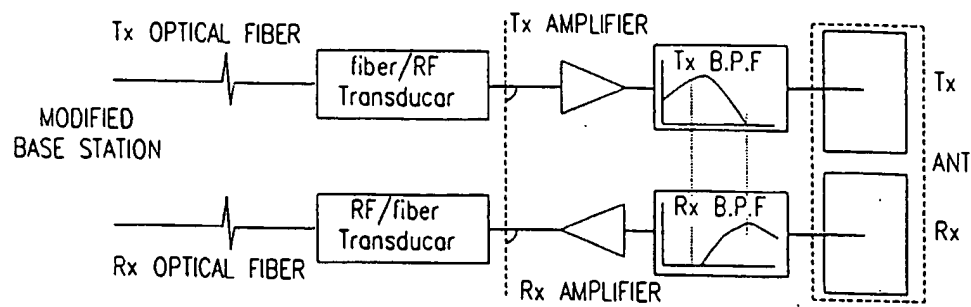 Tx OPTICAL FIBER
Tx AMPLIFIER
fiber/RF
Transducar
Tx B.P.F
Tx
MODIFIED
BASE STATION
ANT
RF/fiber
Transducar
Rx B.P.F
Rx
Rx OPTICAL FIBER
Rx AMPLIFIER